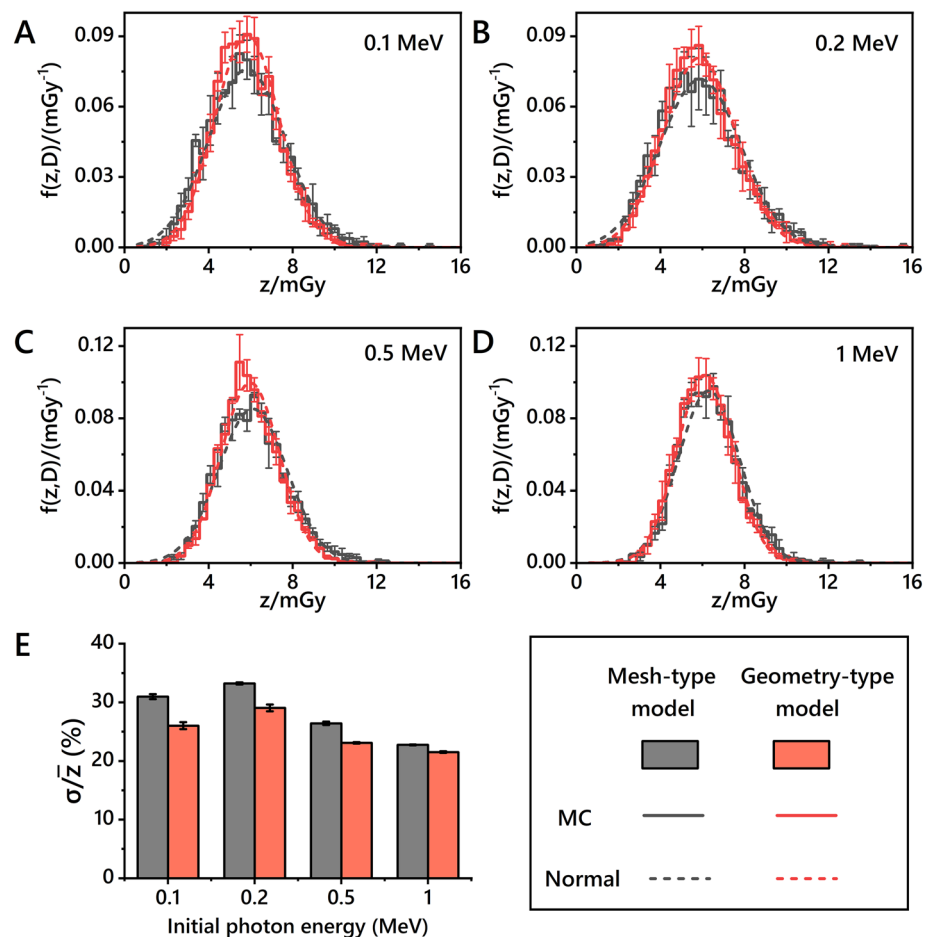 A
0.1 MeV
f(z,D)/(mGy⁻¹)
0.09
0.06
0.03
0.00
0 4 8 12 16
z/mGy
B
0.2 MeV
f(z,D)/(mGy⁻¹)
0.09
0.06
0.03
0.00
0 4 8 12 16
z/mGy
C
0.5 MeV
f(z,D)/(mGy⁻¹)
0.12
0.08
0.04
0.00
0 4 8 12 16
z/mGy
D
1 MeV
f(z,D)/(mGy⁻¹)
0.12
0.08
0.04
0.00
0 4 8 12 16
z/mGy
E
σ/z̄ (%)
40
30
20
10
0
0.1 0.2 0.5 1
Initial photon energy (MeV)
Mesh-type Geometry-type
model model
MC
Normal